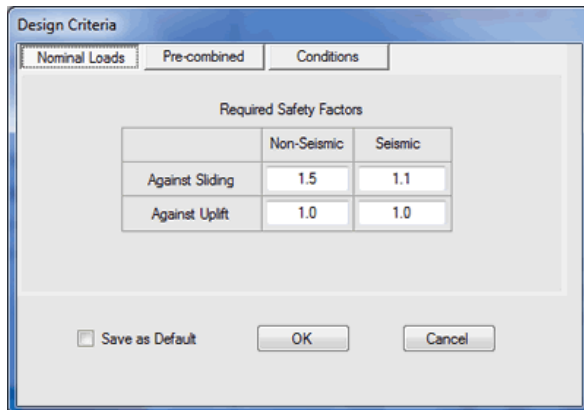 Design Criteria
Nominal Loads Pre-combined Conditions
Required Safety Factors
Non-Seismic Seismic
Against Sliding 1.5 1.1
Against Uplift 1.0 1.0
Save as Default OK Cancel